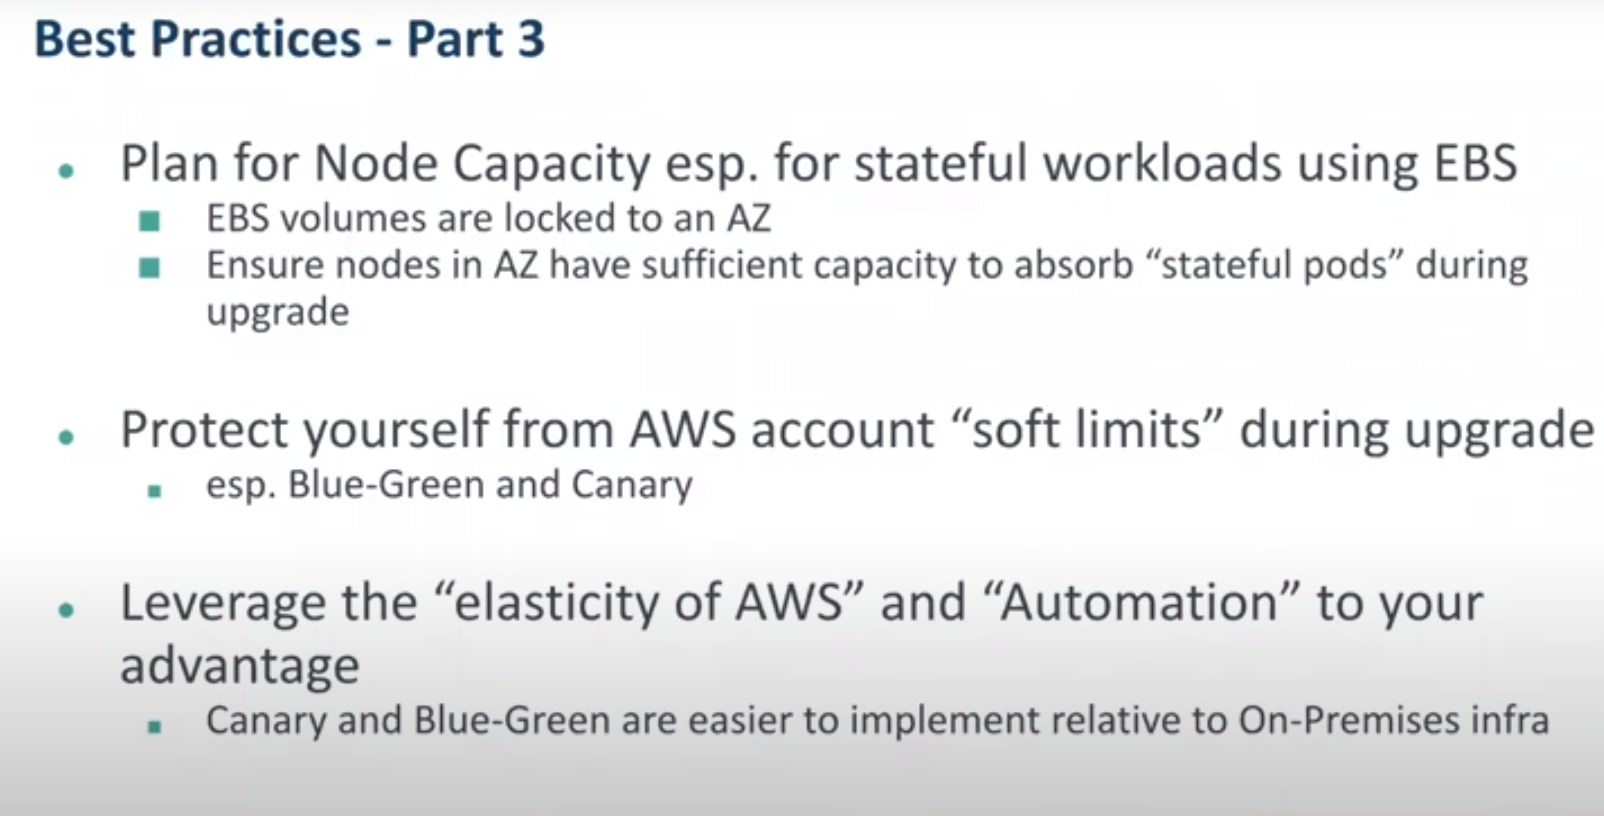 Best Practices - Part 3
Plan for Node Capacity esp. for stateful workloads using EBS
EBS volumes are locked to an AZ
Ensure nodes in AZ have sufficient capacity to absorb “stateful pods” during
upgrade
Protect yourself from AWS account “soft limits” during upgrade
esp. Blue-Green and Canary
Leverage the “elasticity of AWS” and “Automation” to your
advantage
Canary and Blue-Green are easier to implement relative to On-Premises infra